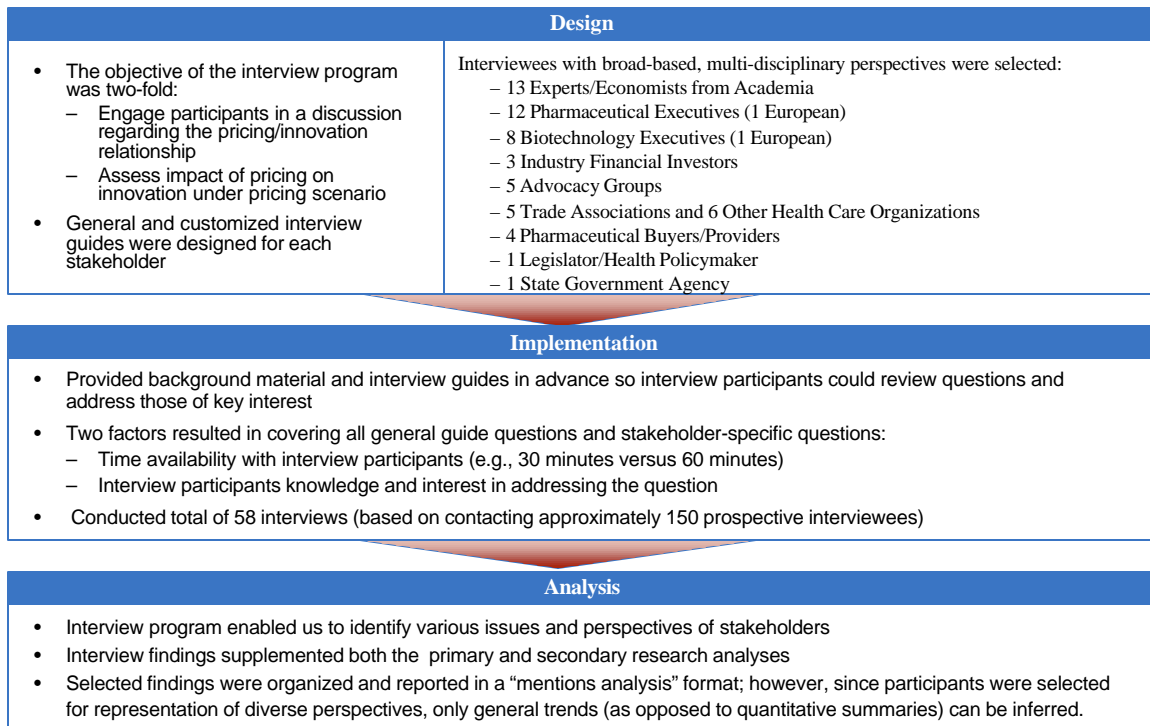 Design
• The objective of the interview program
was two-fold:
– Engage participants in a discussion
regarding the pricing/innovation
relationship
– Assess impact of pricing on
innovation under pricing scenario
• General and customized interview
guides were designed for each
stakeholder
Interviewees with broad-based, multi-disciplinary perspectives were selected:
– 13 Experts/Economists from Academia
– 12 Pharmaceutical Executives (1 European)
– 8 Biotechnology Executives (1 European)
– 3 Industry Financial Investors
– 5 Advocacy Groups
– 5 Trade Associations and 6 Other Health Care Organizations
– 4 Pharmaceutical Buyers/Providers
– 1 Legislator/Health Policymaker
– 1 State Government Agency
Implementation
• Provided background material and interview guides in advance so interview participants could review questions and
address those of key interest
• Two factors resulted in covering all general guide questions and stakeholder-specific questions:
– Time availability with interview participants (e.g., 30 minutes versus 60 minutes)
– Interview participants knowledge and interest in addressing the question
• Conducted total of 58 interviews (based on contacting approximately 150 prospective interviewees)
Analysis
• Interview program enabled us to identify various issues and perspectives of stakeholders
• Interview findings supplemented both the primary and secondary research analyses
• Selected findings were organized and reported in a “mentions analysis” format; however, since participants were selected
for representation of diverse perspectives, only general trends (as opposed to quantitative summaries) can be inferred.